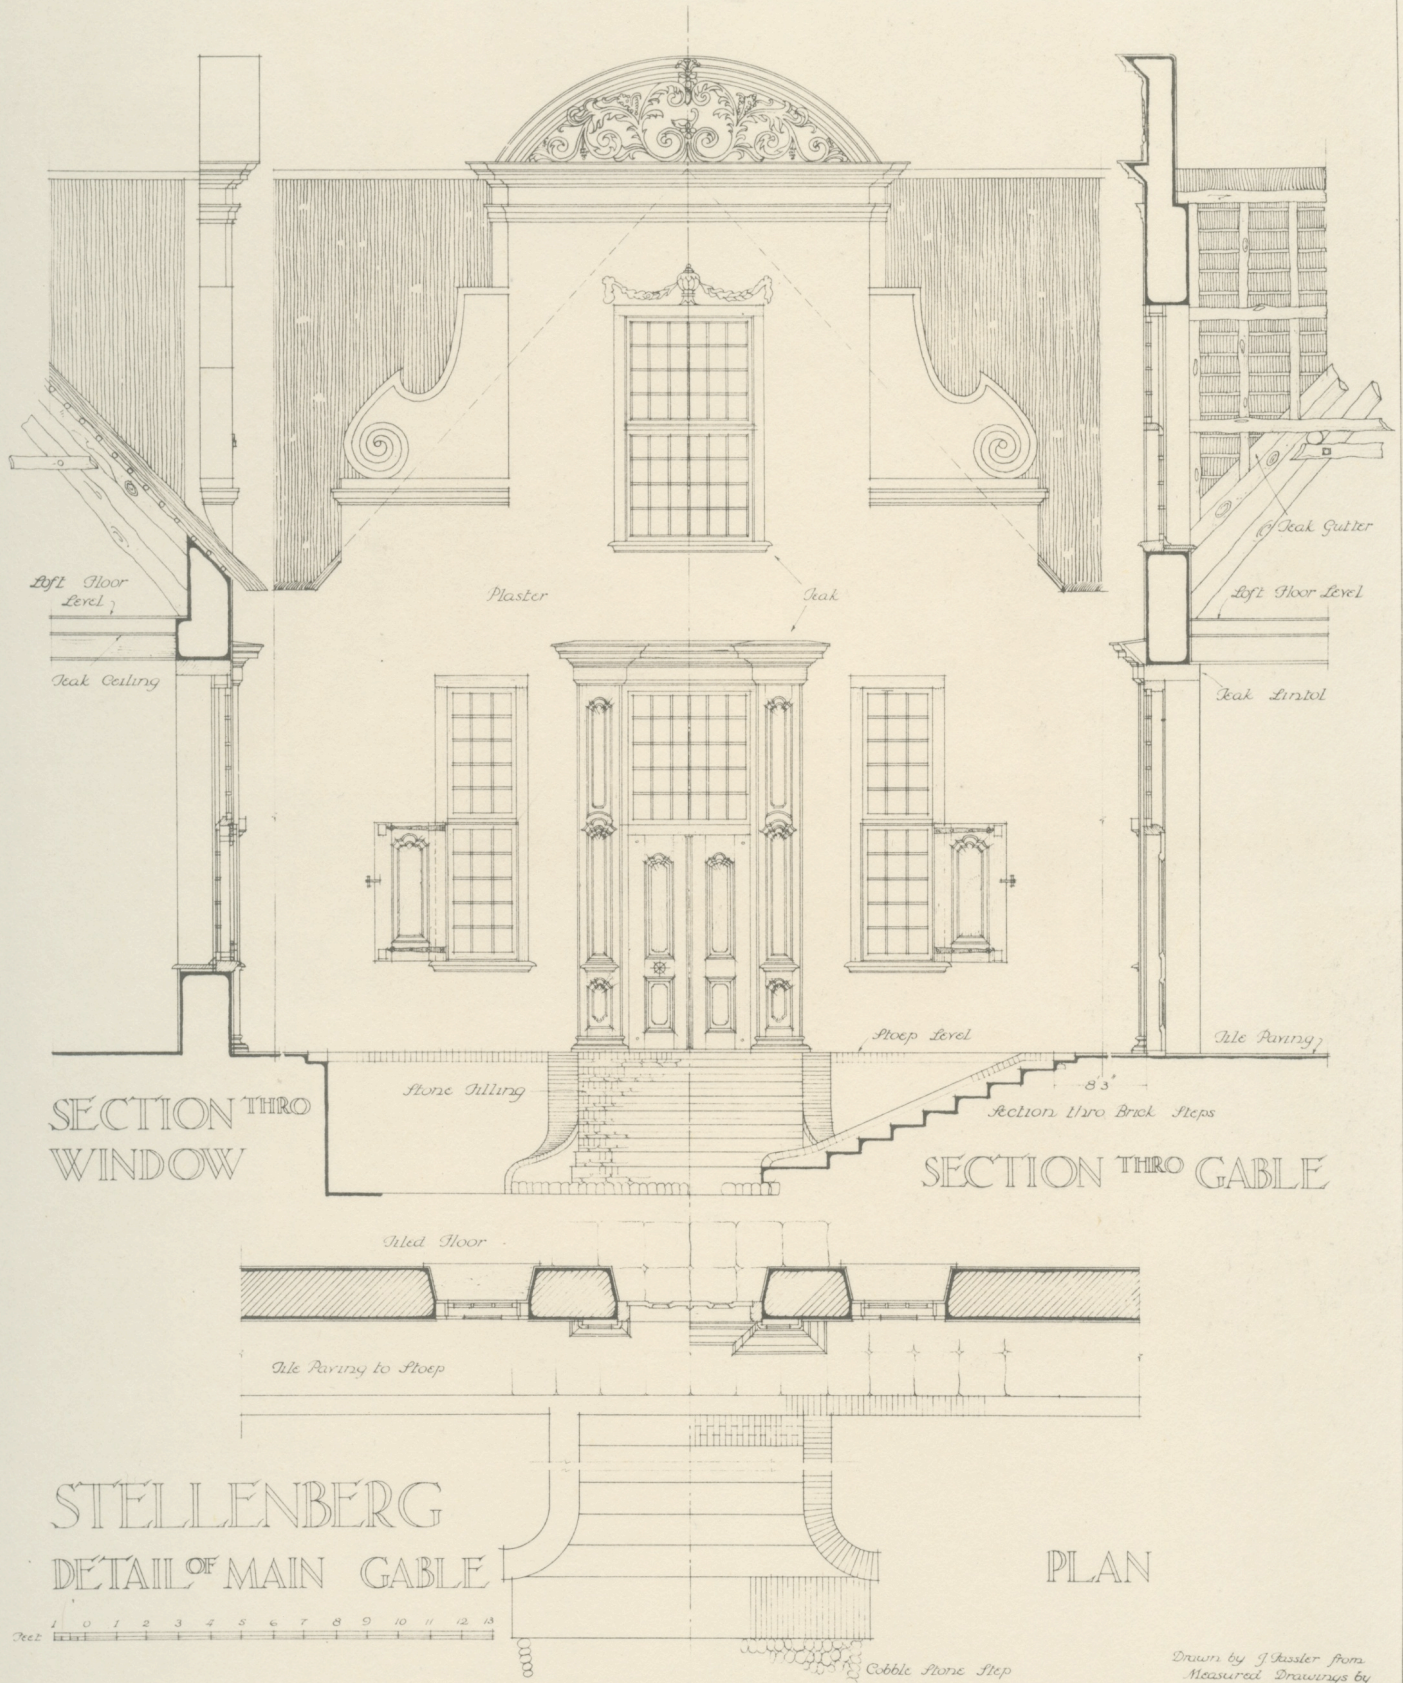 Loft Floor
Level
Teak Ceiling
Plaster
Teak
Teak Gutter
Loft Floor Level
Teak Lintol
Stoep Level
Tile Paving
Stone Filling
8'3"
Section thro Brick Steps
SECTION THRO
WINDOW
SECTION THRO GABLE
Tiled Floor
Tile Paving to Stoep
STELLENBERG
DETAIL OF MAIN GABLE
PLAN
Feet 1 0 1 2 3 4 5 6 7 8 9 10 11 12 13
Cobble Stone Step
Drawn by J. Fassler from
Measured Drawings by